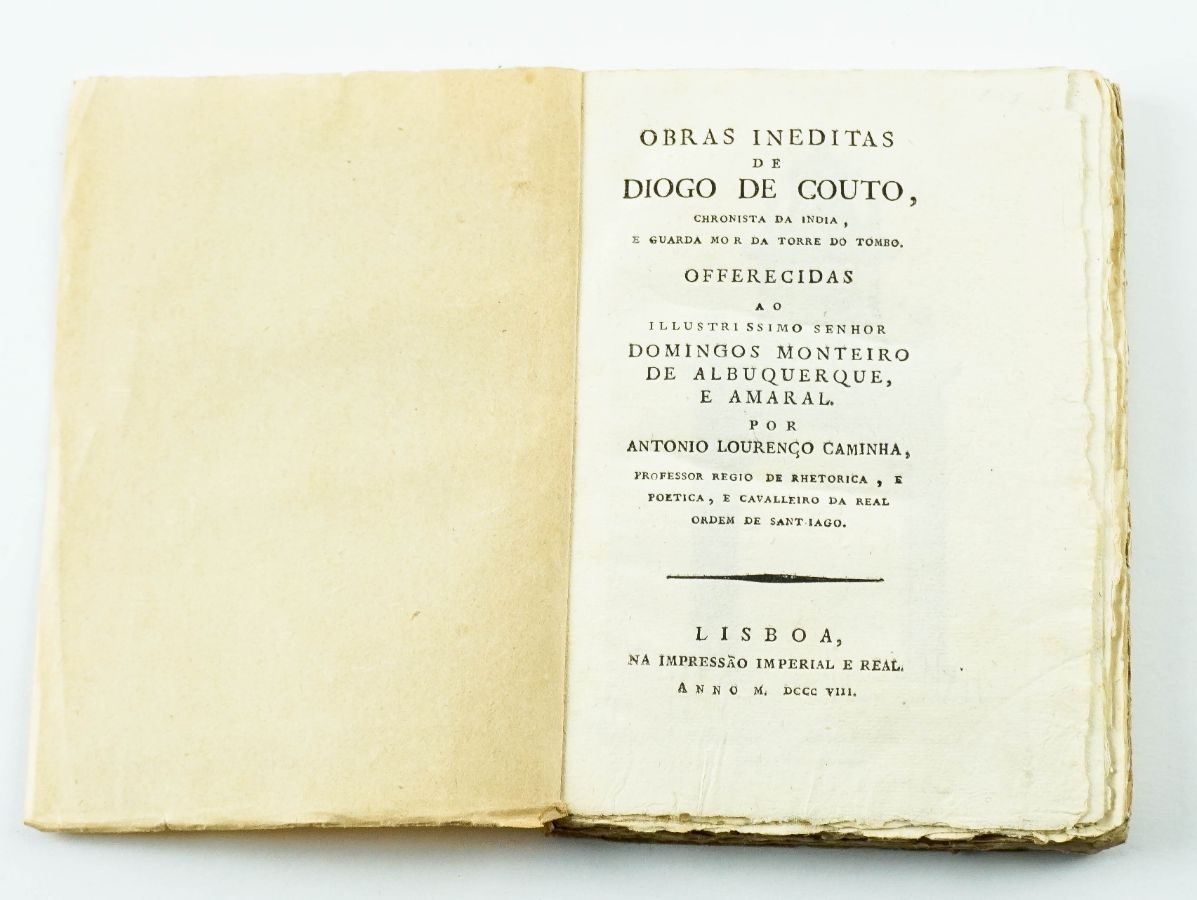 OBRAS INEDITAS
DE
DIOGO DE COUTO,
CHRONISTA DA INDIA,
E GUARDA MOR DA TORRE DO TOMBO.
OFFERECIDAS
AO
ILLUSTRISSIMO SENHOR
DOMINGOS MONTEIRO
DE ALBUQUERQUE,
E AMARAL.
POR
ANTONIO LOURENÇO CAMINHA,
PROFESSOR REGIO DE RHETORICA, E
POETICA, E CAVALLEIRO DA REAL
ORDEM DE SANT-IAGO.
LISBOA,
NA IMPRESSÃO IMPERIAL E REAL.
ANNO M. DCCC VIII.